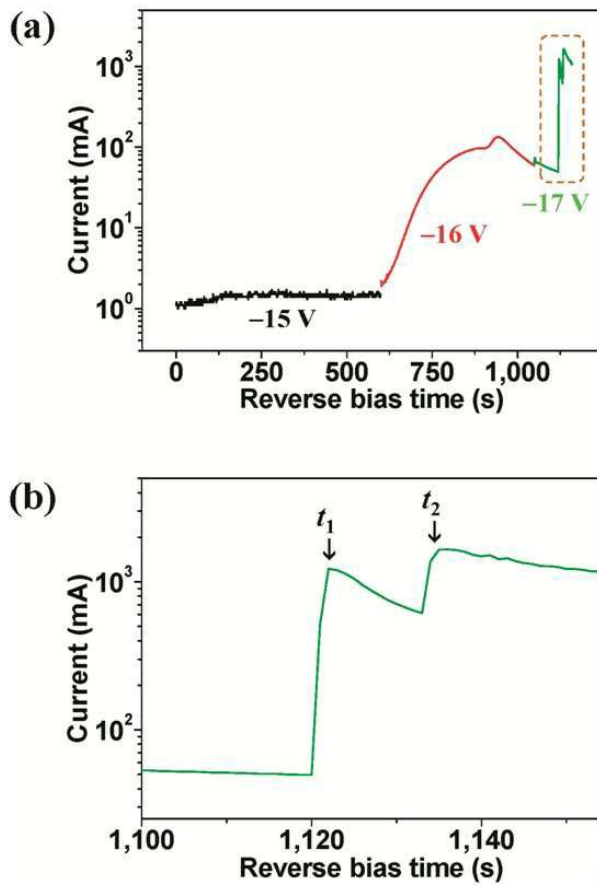 (a)
10³
10²
10¹
10⁰
Current (mA)
−15 V
−16 V
−17 V
0 250 500 750 1,000
Reverse bias time (s)
(b)
t₁
t₂
10³
10²
Current (mA)
1,100 1,120 1,140
Reverse bias time (s)